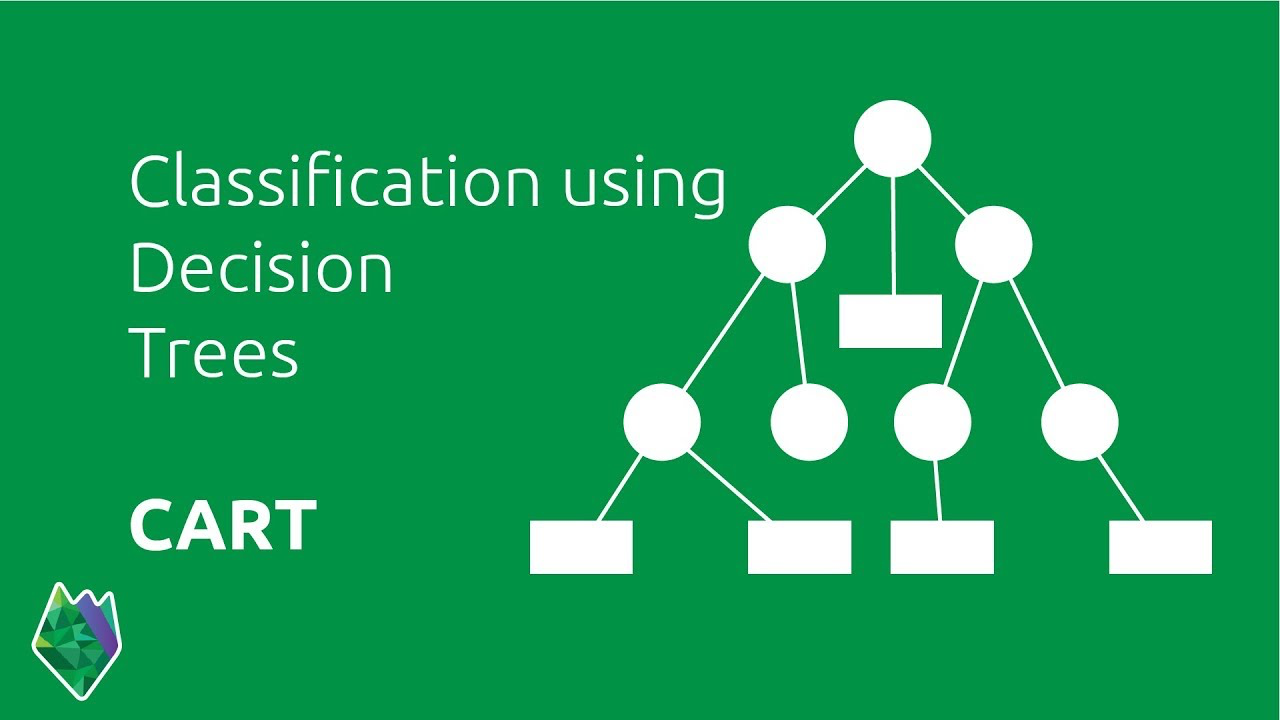 Classification using
Decision
Trees
CART